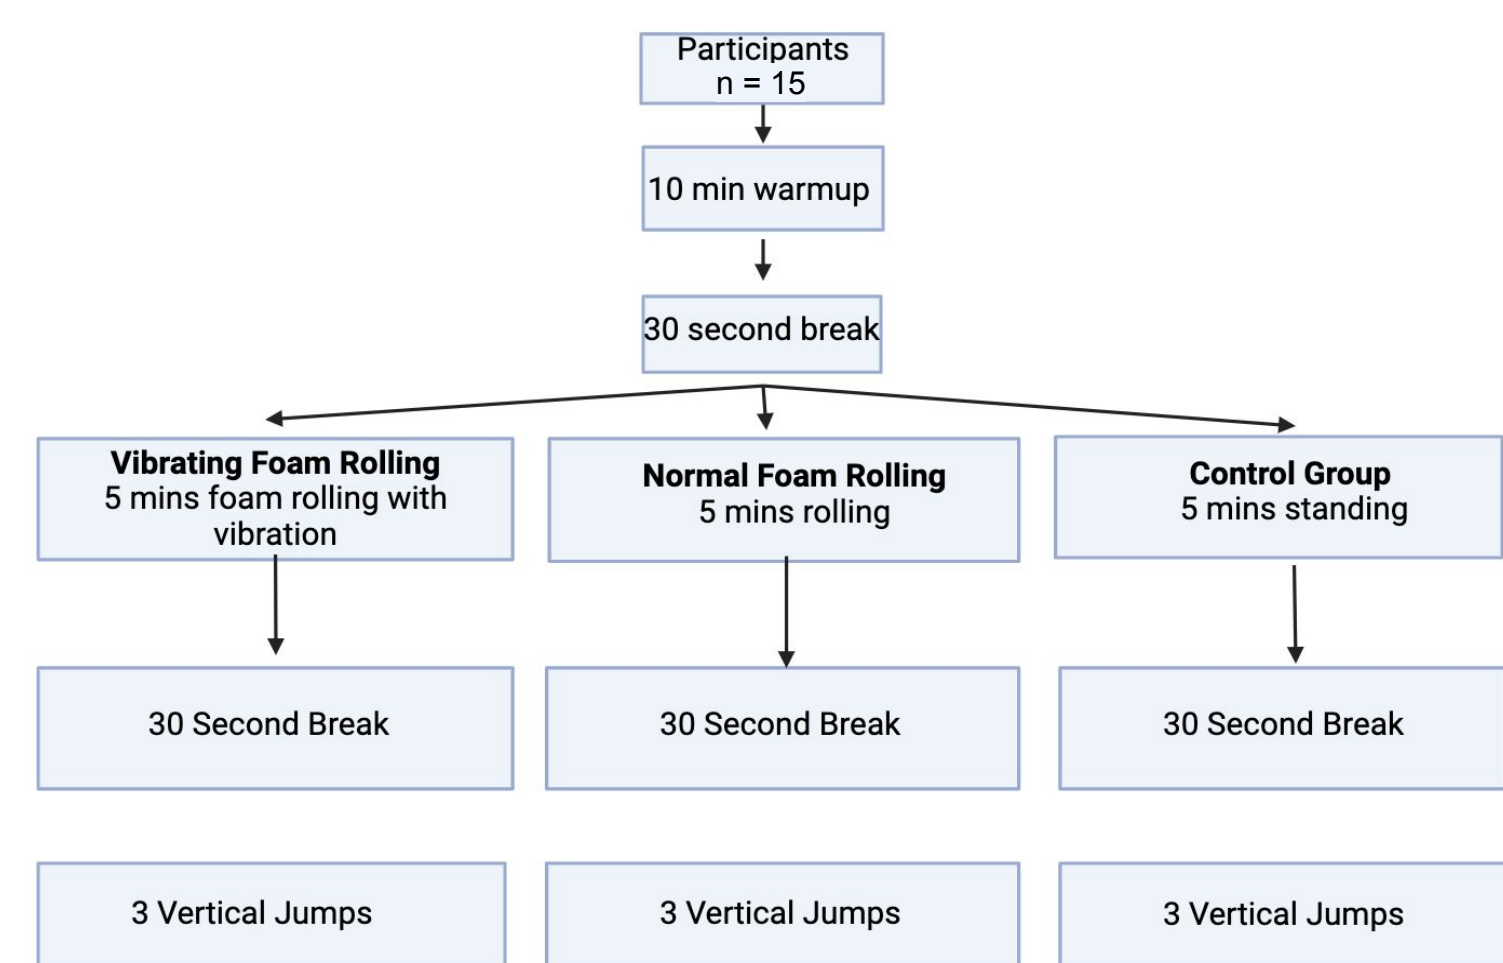 Participants
n = 15
10 min warmup
30 second break
Vibrating Foam Rolling
5 mins foam rolling with
vibration
Normal Foam Rolling
5 mins rolling
Control Group
5 mins standing
30 Second Break
30 Second Break
30 Second Break
3 Vertical Jumps
3 Vertical Jumps
3 Vertical Jumps